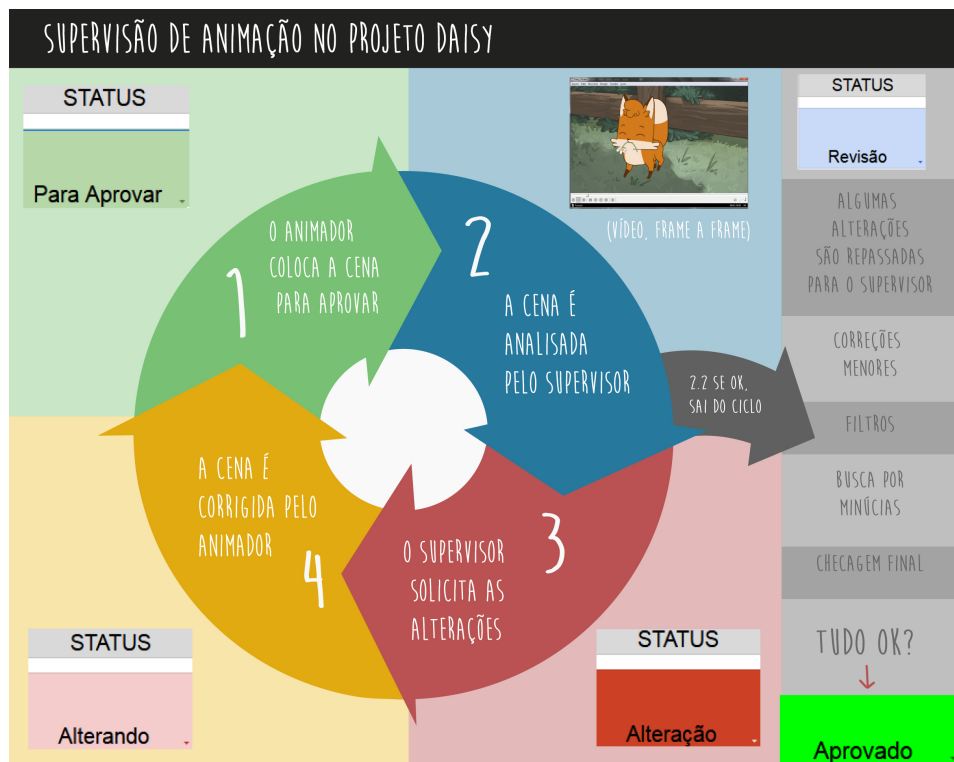 SUPERVISÃO DE ANIMAÇÃO NO PROJETO DAISY
STATUS
Para Aprovar
1
O ANIMADOR
COLOCA A CENA
PARA APROVAR
2
A CENA É
ANALISADA
PELO SUPERVISOR
(VÍDEO, FRAME A FRAME)
2.2 SE OK,
SAI DO CICLO
3
O SUPERVISOR
SOLICITA AS
ALTERAÇÕES
STATUS
Alteração
4
A CENA É
CORRIGIDA PELO
ANIMADOR
STATUS
Alterando
STATUS
Revisão
ALGUMAS
ALTERAÇÕES
SÃO REPASSADAS
PARA O SUPERVISOR
CORREÇÕES
MENORES
FILTROS
BUSCA POR
MINÚCIAS
CHECAGEM FINAL
TUDO OK?
Aprovado